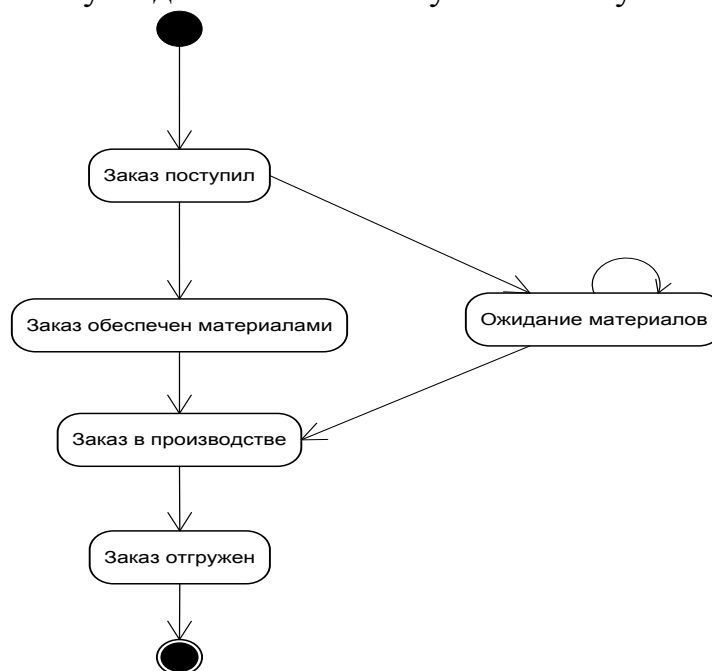 Заказ поступил
Заказ обеспечен материалами
Ожидание материалов
Заказ в производстве
Заказ отгружен